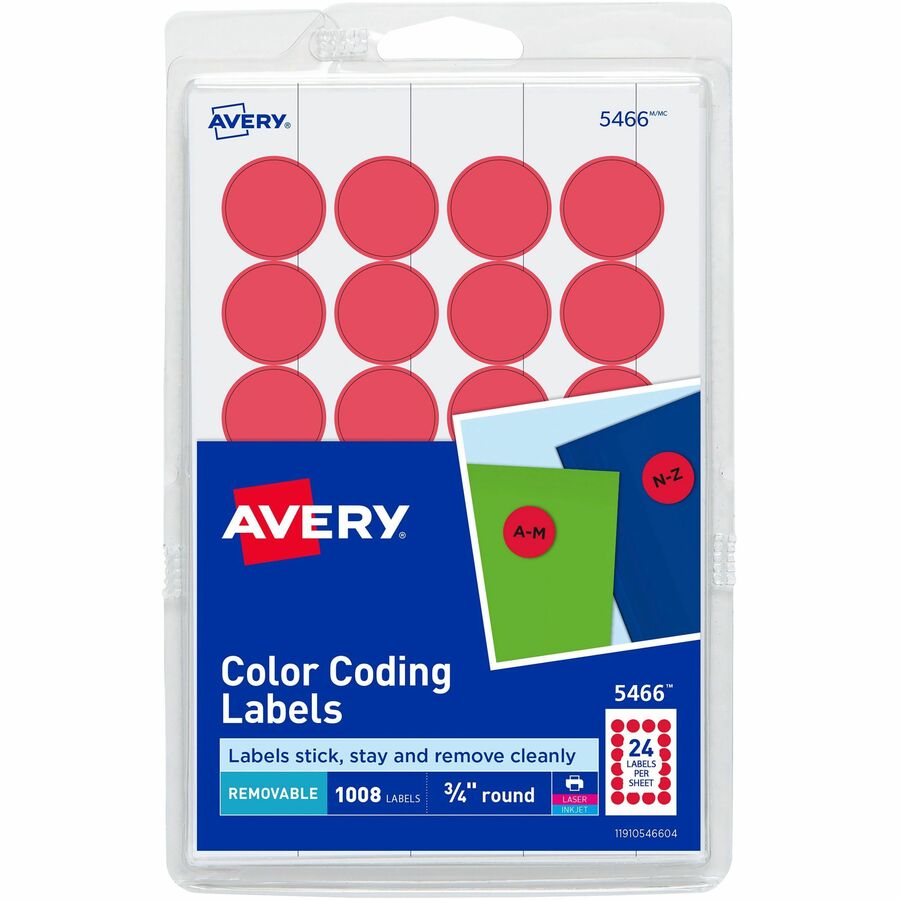 AVERY®
5466 M/MC
N-Z
A-M
AVERY®
Color Coding
Labels
5466™
Labels stick, stay and remove cleanly
REMOVABLE 1008 LABELS 3/4" round
LASER
INKJET
24
LABELS
PER
SHEET
11910546604